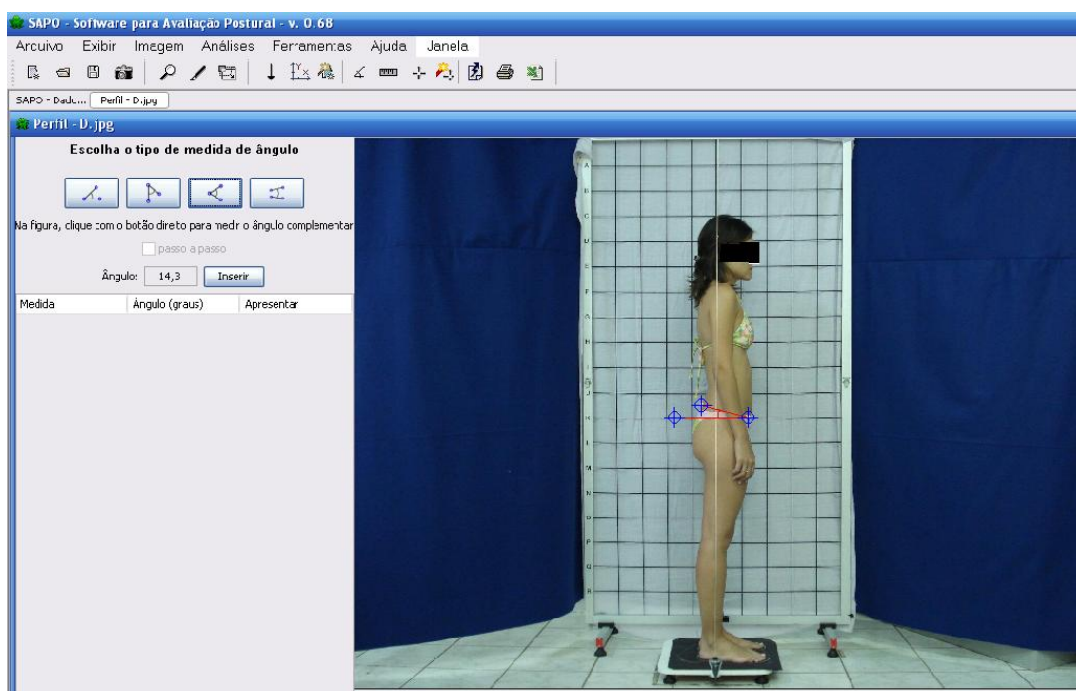 SAPO - Software para Avaliação Postural - v. 0.68
Arquivo Exibir Imagem Análises Ferramentas Ajuda Janela
SAPO - Dadc... Perfil - D.jpg
Perfil - D.jpg
Escolha o tipo de medida de ângulo
Na figura, clique com o botão direto para medir o ângulo complementar
passo a passo
Ângulo: 14,3 Inserir
Medida Ângulo (graus) Apresentar
A
B
C
D
E
F